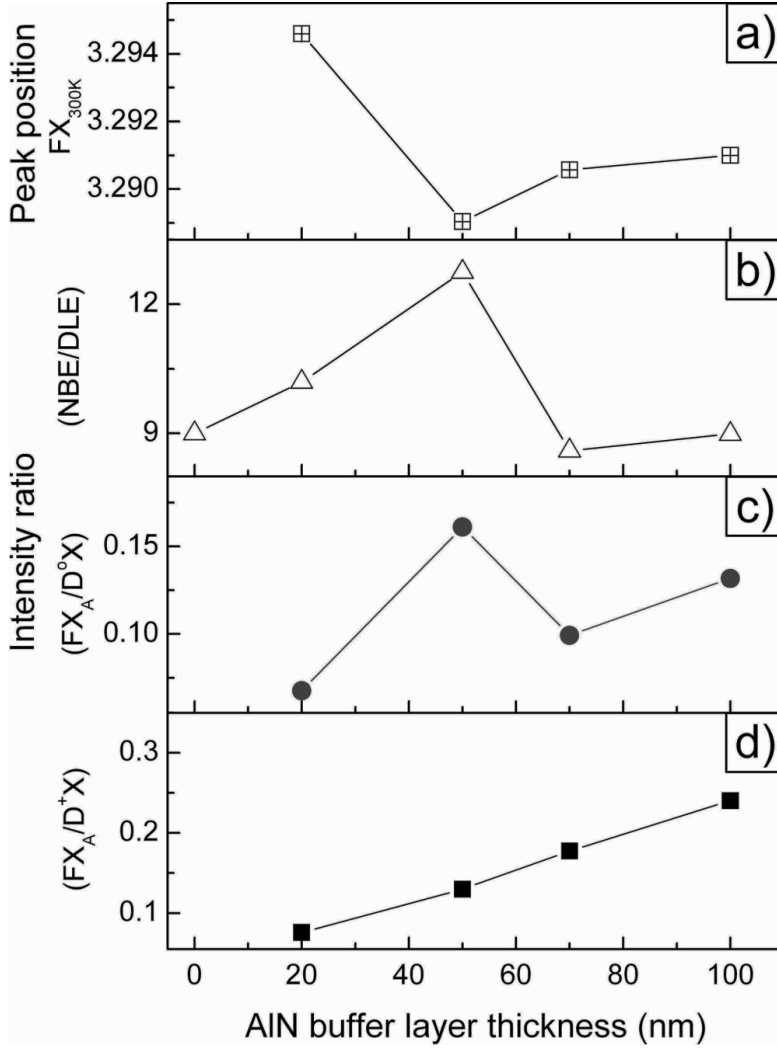 Peak position
FX300K
3.294
3.292
3.290
a)
(NBE/DLE)
12
9
b)
Intensity ratio
(FXA/DoX)
0.15
0.10
c)
(FXA/D+X)
0.3
0.2
0.1
d)
0 20 40 60 80 100
AlN buffer layer thickness (nm)